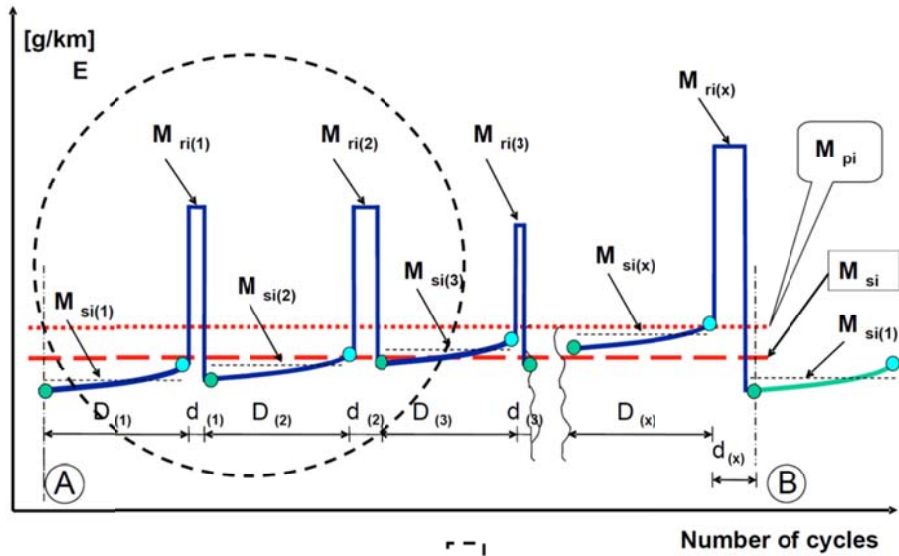 [g/km]
E
M ri(x)
M ri(1)
M ri(2)
M ri(3)
M pi
M si(1)
M si(2)
M si(3)
M si(x)
M si
M si(1)
D (1)
d (1)
D (2)
d (2)
D (3)
d (3)
D (x)
d (x)
A
B
Number of cycles